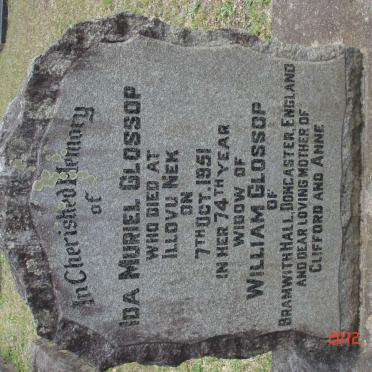 In Cherished Memory
of
IDA MURIEL GLOSSOP
WHO DIED AT
ILLOVU NEK
ON
7TH OCT. 1951
IN HER 74TH YEAR
WIDOW OF
WILLIAM GLOSSOP
OF
BRAMWITH HALL, DONCASTER, ENGLAND
AND DEAR LOVING MOTHER OF
CLIFFORD AND ANNE